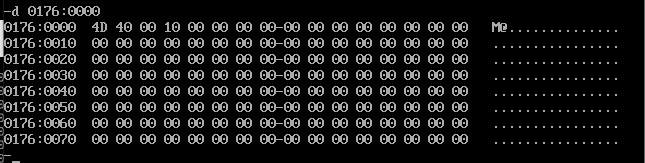 -d 0176:0000
0176:0000  4D 40 00 10 00 00 00 00-00 00 00 00 00 00 00 00   M@..............
0176:0010  00 00 00 00 00 00 00 00-00 00 00 00 00 00 00 00   ................
0176:0020  00 00 00 00 00 00 00 00-00 00 00 00 00 00 00 00   ................
0176:0030  00 00 00 00 00 00 00 00-00 00 00 00 00 00 00 00   ................
0176:0040  00 00 00 00 00 00 00 00-00 00 00 00 00 00 00 00   ................
0176:0050  00 00 00 00 00 00 00 00-00 00 00 00 00 00 00 00   ................
0176:0060  00 00 00 00 00 00 00 00-00 00 00 00 00 00 00 00   ................
0176:0070  00 00 00 00 00 00 00 00-00 00 00 00 00 00 00 00   ................
-